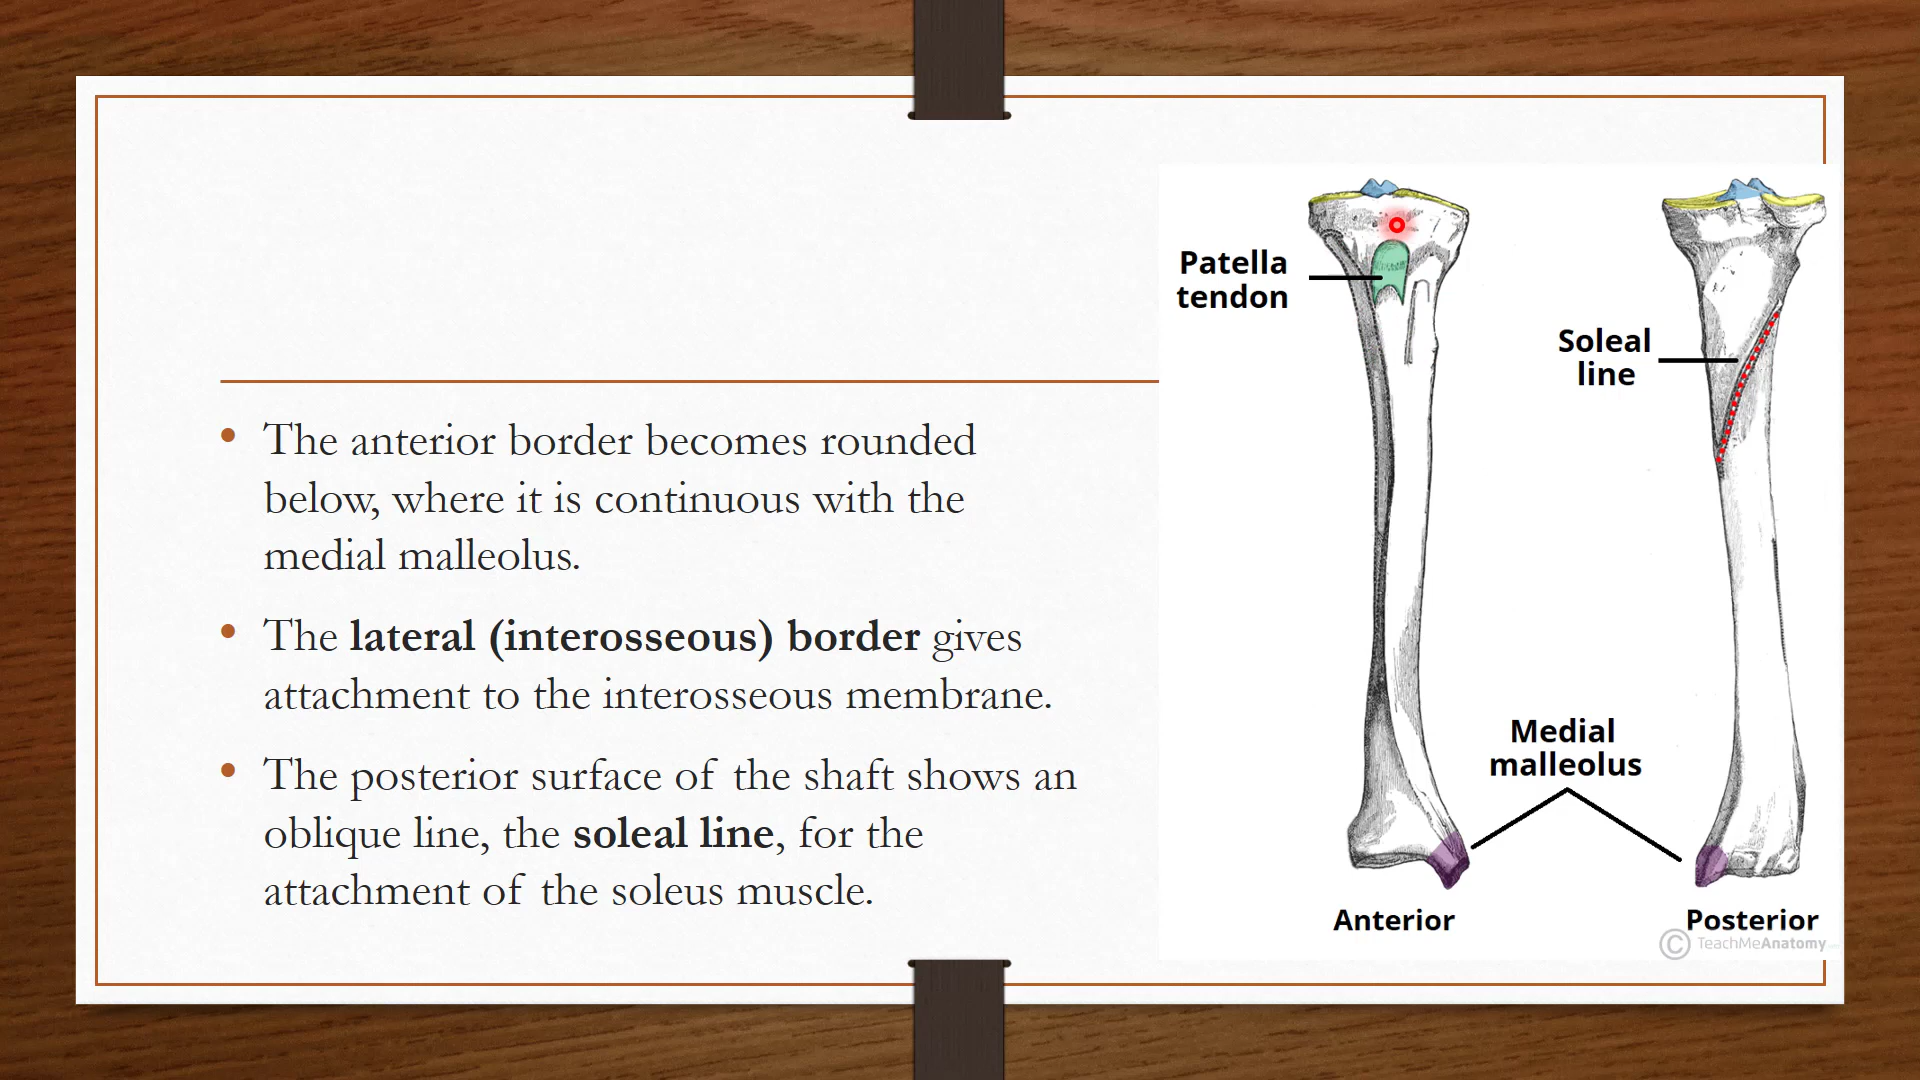 • The anterior border becomes rounded
below, where it is continuous with the
medial malleolus.
• The lateral (interosseous) border gives
attachment to the interosseous membrane.
• The posterior surface of the shaft shows an
oblique line, the soleal line, for the
attachment of the soleus muscle.
Patella
tendon
Soleal
line
Medial
malleolus
Anterior
Posterior
© TeachMeAnatomy